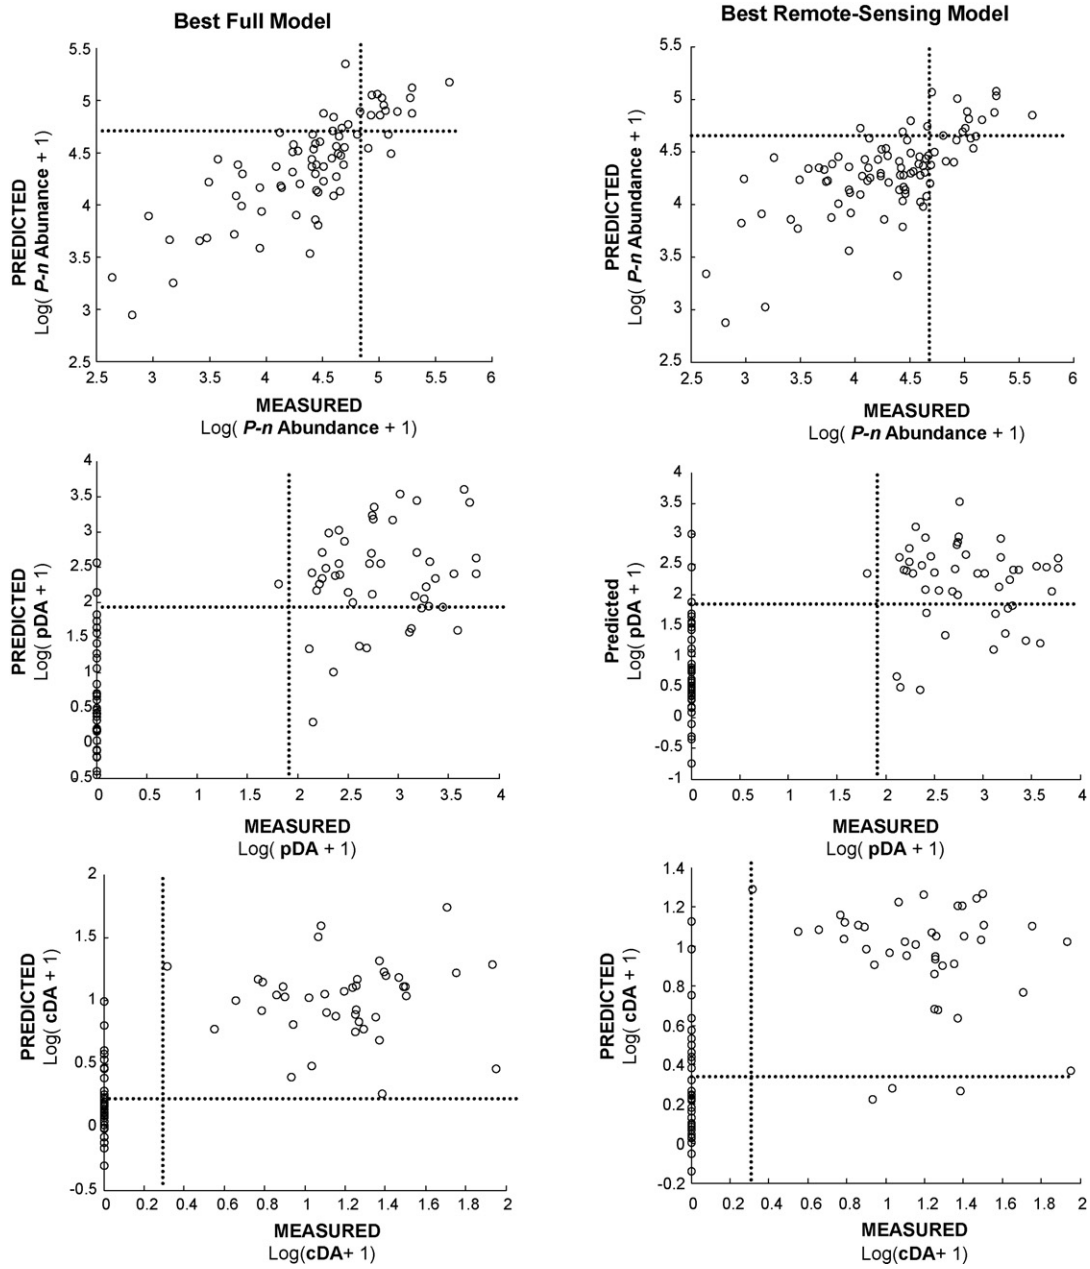 Best Full Model
PREDICTED
Log( P-n Abunance + 1)
5.5
5
4.5
4
3.5
3
2.5
2.5 3 3.5 4 4.5 5 5.5 6
MEASURED
Log( P-n Abundance + 1)
Best Remote-Sensing Model
PREDICTED
Log( P-n Abundance + 1)
5.5
5
4.5
4
3.5
3
2.5
2.5 3 3.5 4 4.5 5 5.5 6
MEASURED
Log( P-n Abundance + 1)
PREDICTED
Log( pDA + 1)
4
3.5
3
2.5
2
1.5
1
0.5
0
0.5
0 0.5 1 1.5 2 2.5 3 3.5 4
MEASURED
Log( pDA + 1)
Predicted
Log( pDA + 1)
4
3.5
3
2.5
2
1.5
1
0.5
0
-0.5
-1
0 0.5 1 1.5 2 2.5 3 3.5 4
MEASURED
Log( pDA + 1)
PREDICTED
Log( cDA + 1)
2
1.5
1
0.5
0
-0.5
0 0.2 0.4 0.6 0.8 1 1.2 1.4 1.6 1.8 2
MEASURED
Log(cDA+ 1)
PREDICTED
Log( cDA + 1)
1.4
1.2
1
0.8
0.6
0.4
0.2
0
-0.2
0 0.2 0.4 0.6 0.8 1 1.2 1.4 1.6 1.8 2
MEASURED
Log(cDA+ 1)